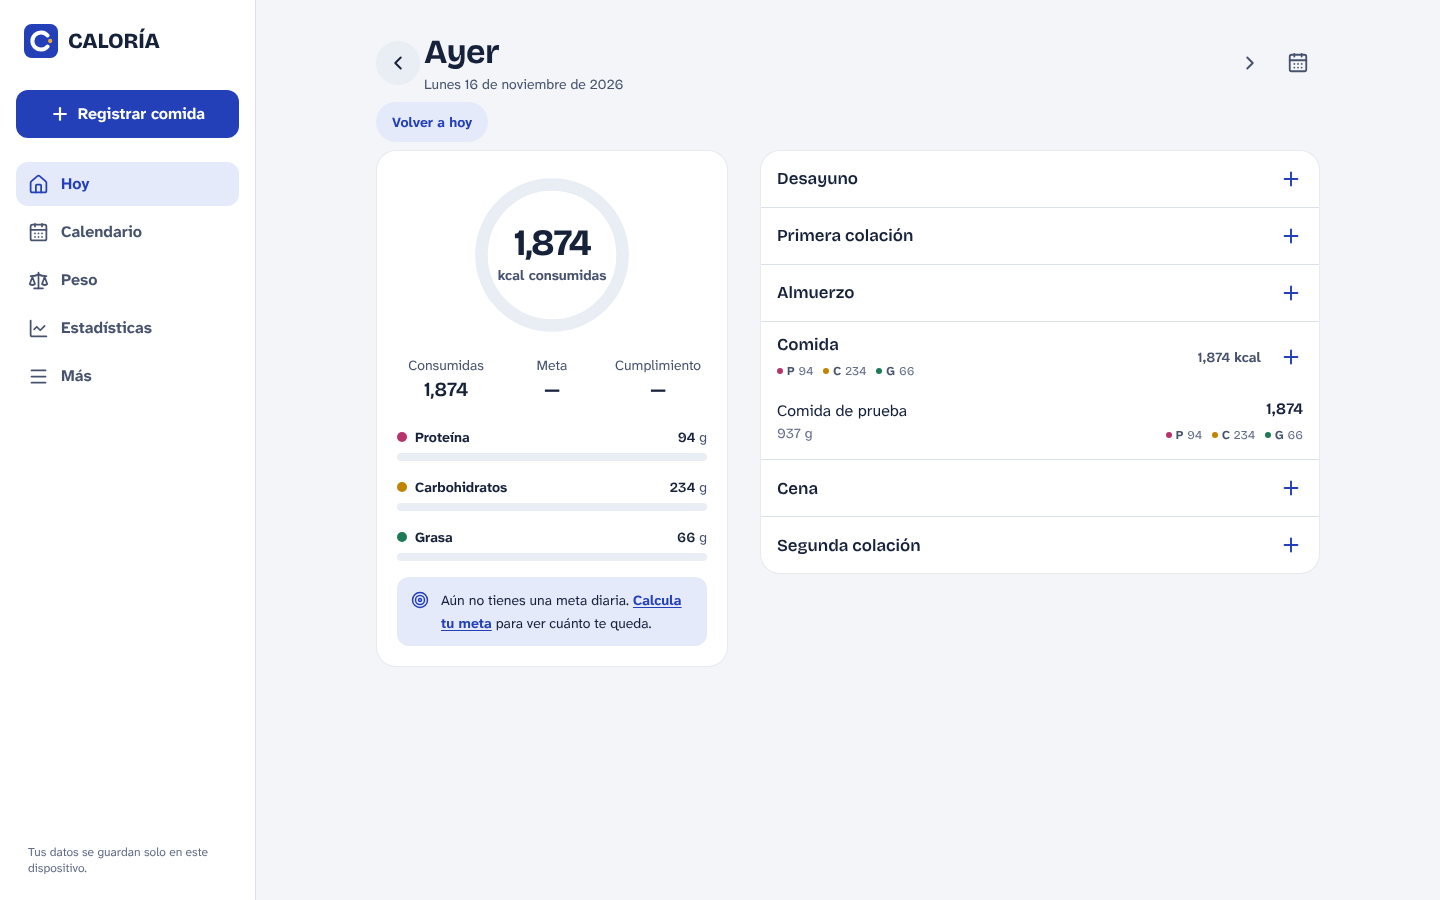 CALORÍA
Registrar comida
Hoy
Calendario
Peso
Estadísticas
Más
Tus datos se guardan solo en este
dispositivo.
Ayer
Lunes 16 de noviembre de 2026
Volver a hoy
1,874
kcal consumidas
Consumidas Meta Cumplimiento
1,874 — —
Proteína 94 g
Carbohidratos 234 g
Grasa 66 g
Aún no tienes una meta diaria. Calcula
tu meta para ver cuánto te queda.
Desayuno
Primera colación
Almuerzo
Comida
P 94 C 234 G 66
1,874 kcal
Comida de prueba 1,874
937 g P 94 C 234 G 66
Cena
Segunda colación